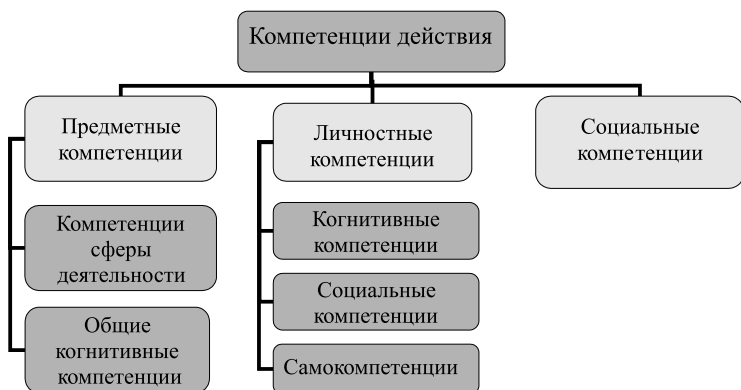 Компетенции действия
Предметные
компетенции
Личностные
компетенции
Социальные
компетенции
Компетенции
сферы
деятельности
Общие
когнитивные
компетенции
Когнитивные
компетенции
Социальные
компетенции
Самокомпетенции